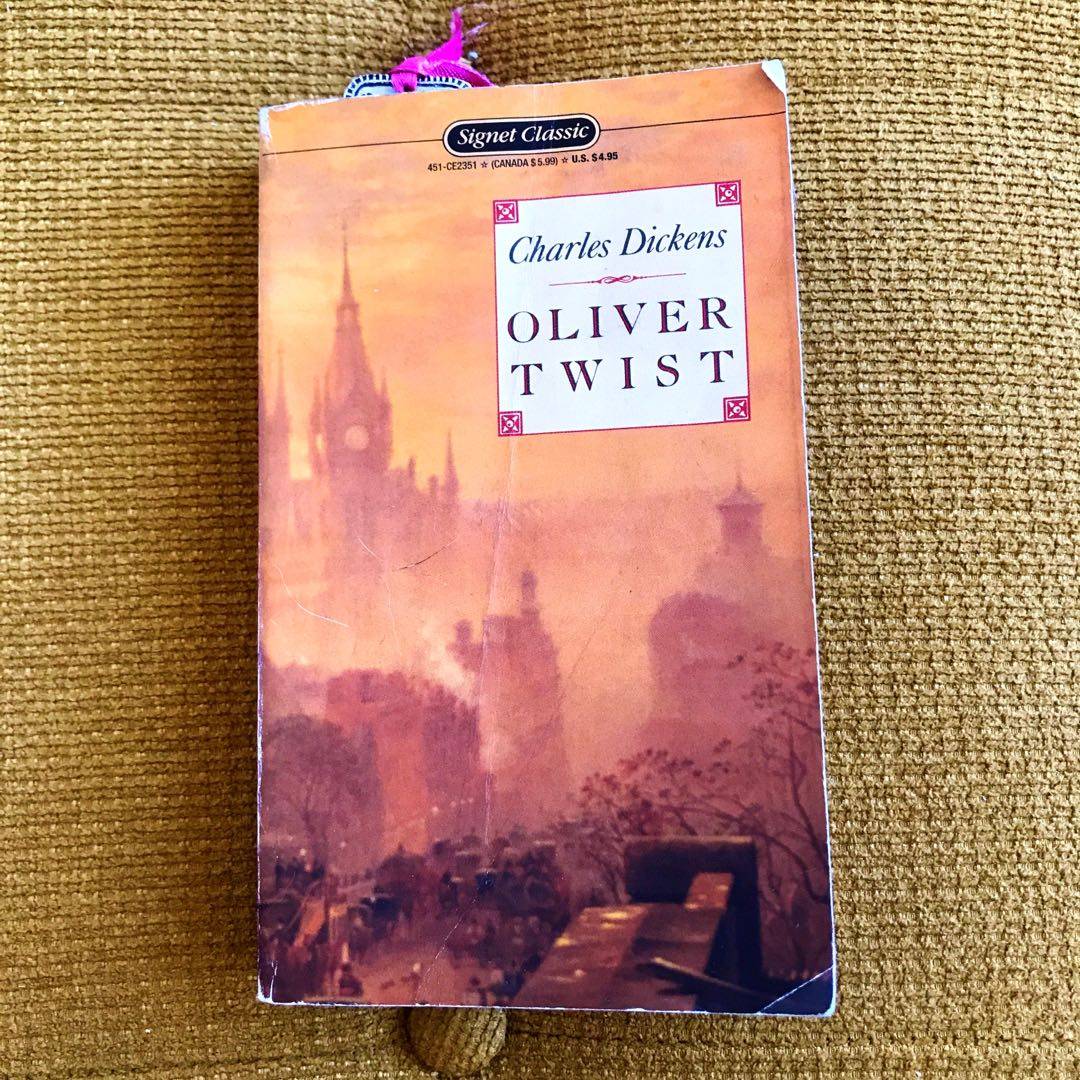 Signet Classic
451-CE2351 ☆ (CANADA $5.99) ☆ U.S. $4.95
Charles Dickens
OLIVER
TWIST